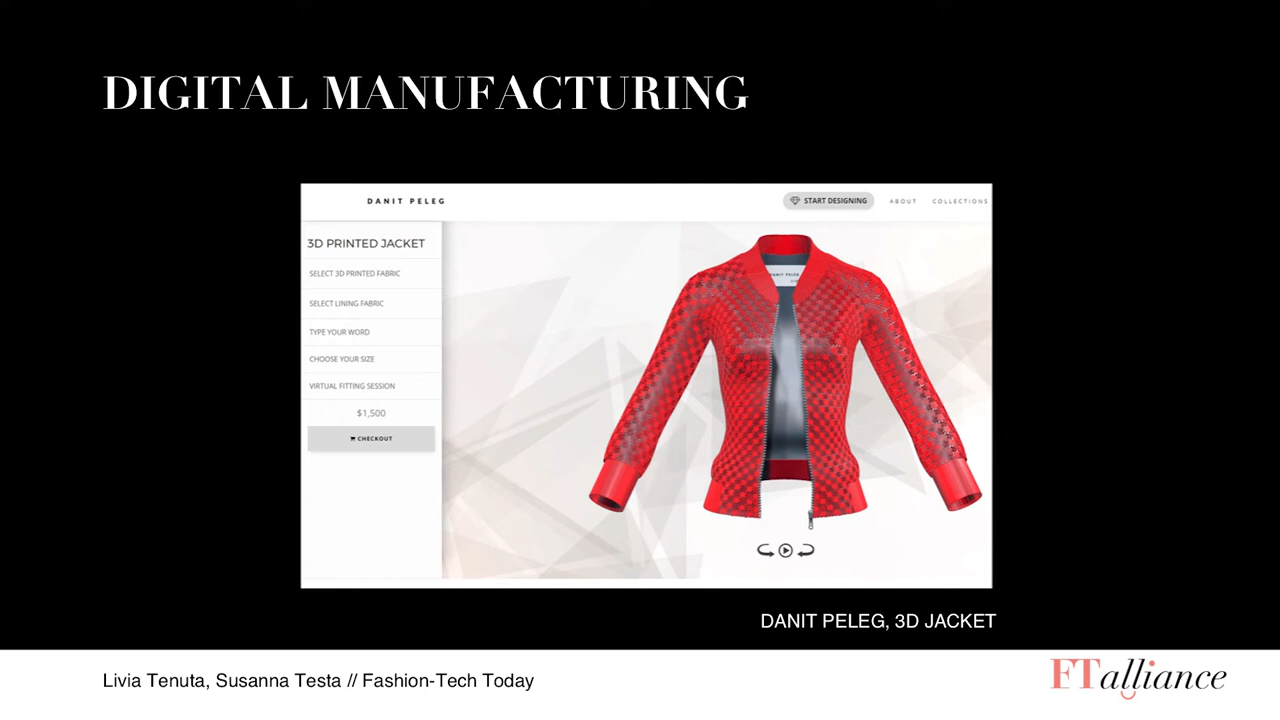 DIGITAL MANUFACTURING
DANIT PELEG
START DESIGNING
ABOUT
COLLECTIONS
3D PRINTED JACKET
SELECT 3D PRINTED FABRIC
SELECT LINING FABRIC
TYPE YOUR WORD
CHOOSE YOUR SIZE
VIRTUAL FITTING SESSION
$1,500
CHECKOUT
DANIT PELEG
DANIT PELEG, 3D JACKET
Livia Tenuta, Susanna Testa // Fashion-Tech Today
FTalliance